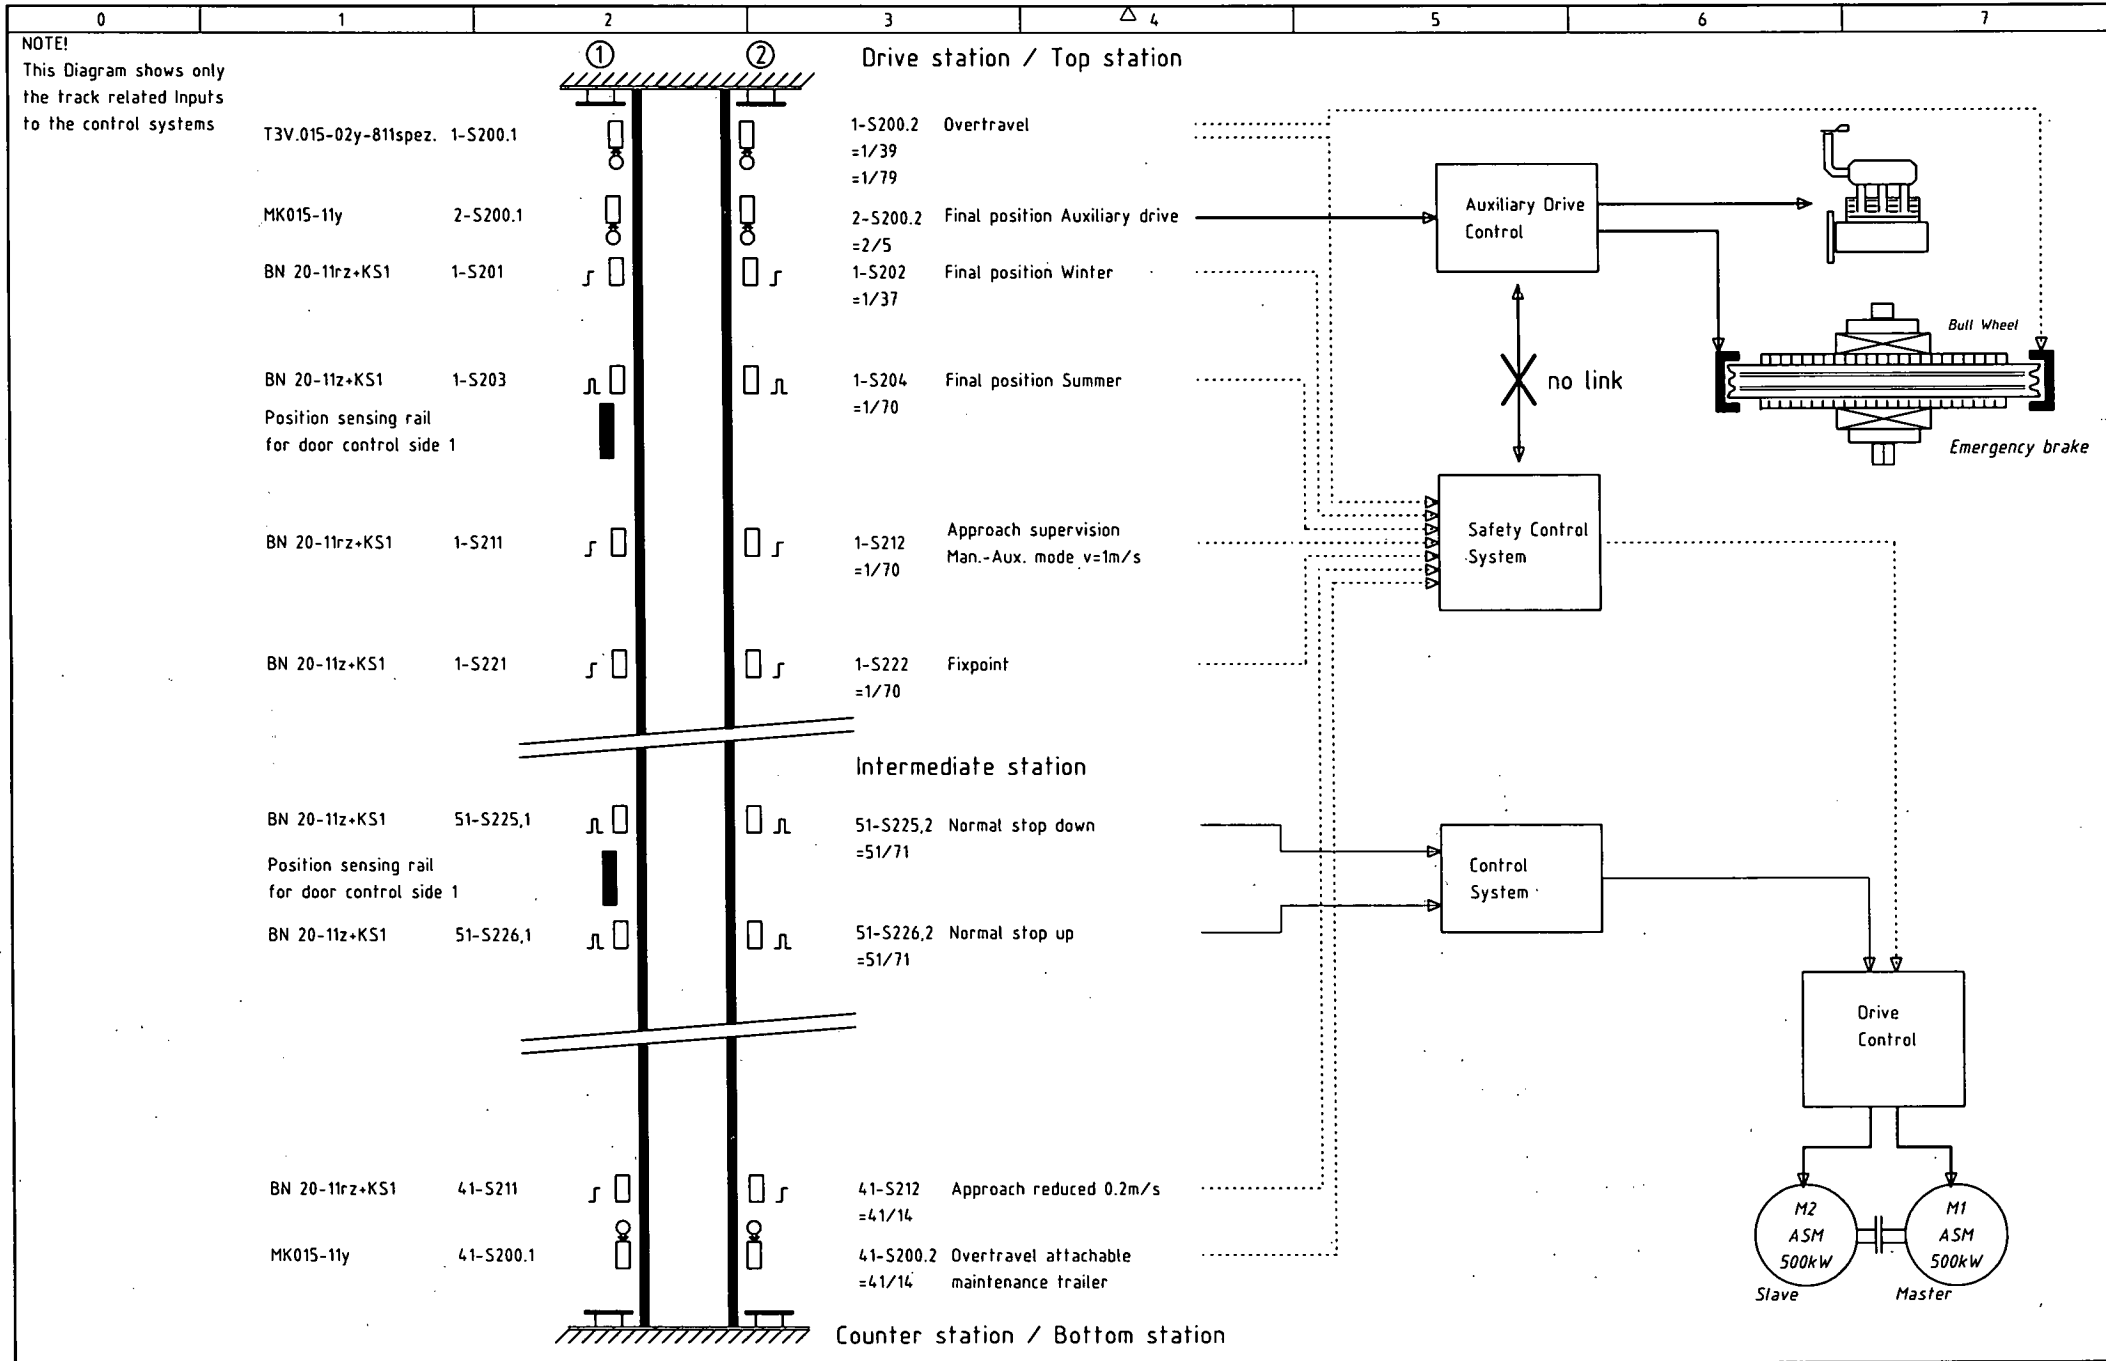 0 1 2 3 4 5 6 7
NOTE!
This Diagram shows only
the track related Inputs
to the control systems
1 2
Drive station / Top station
T3V.015-02y-811spez. 1-S200.1
1-S200.2 Overtravel
=1/39
=1/79
MK015-11y 2-S200.1
2-S200.2 Final position Auxiliary drive
=2/5
BN 20-11rz+KS1 1-S201
1-S202 Final position Winter
=1/37
BN 20-11z+KS1 1-S203
1-S204 Final position Summer
=1/70
Position sensing rail
for door control side 1
BN 20-11rz+KS1 1-S211
1-S212 Approach supervision
=1/70 Man.-Aux. mode v=1m/s
BN 20-11z+KS1 1-S221
1-S222 Fixpoint
=1/70
Intermediate station
BN 20-11z+KS1 51-S225,1
51-S225,2 Normal stop down
=51/71
Position sensing rail
for door control side 1
BN 20-11z+KS1 51-S226,1
51-S226,2 Normal stop up
=51/71
BN 20-11rz+KS1 41-S211
41-S212 Approach reduced 0.2m/s
=41/14
MK015-11y 41-S200.1
41-S200.2 Overtravel attachable
=41/14 maintenance trailer
Counter station / Bottom station
Auxiliary Drive
Control
no link
Bull Wheel
Emergency brake
Safety Control
System
Control
System
Drive
Control
M2
ASM
500kW
Slave
M1
ASM
500kW
Master